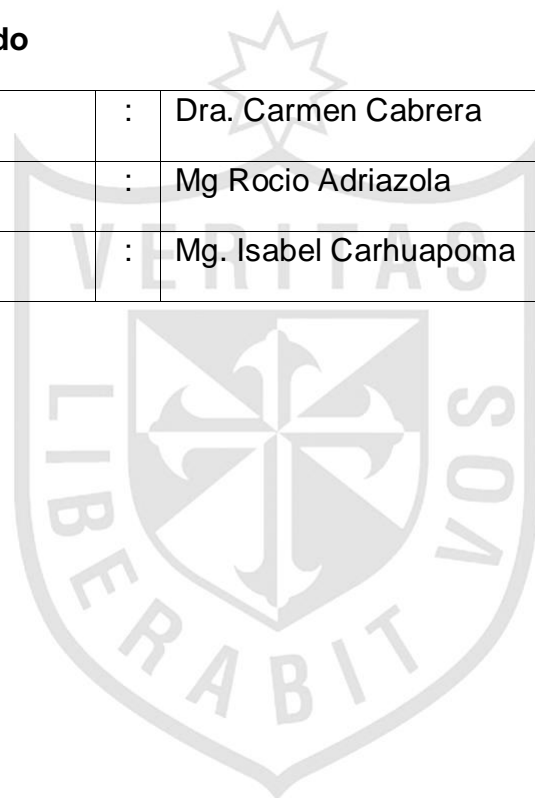 do
: Dra. Carmen Cabrera
: Mg Rocio Adriazola
: Mg. Isabel Carhuapoma
VERITAS
LIBERABIT VOS